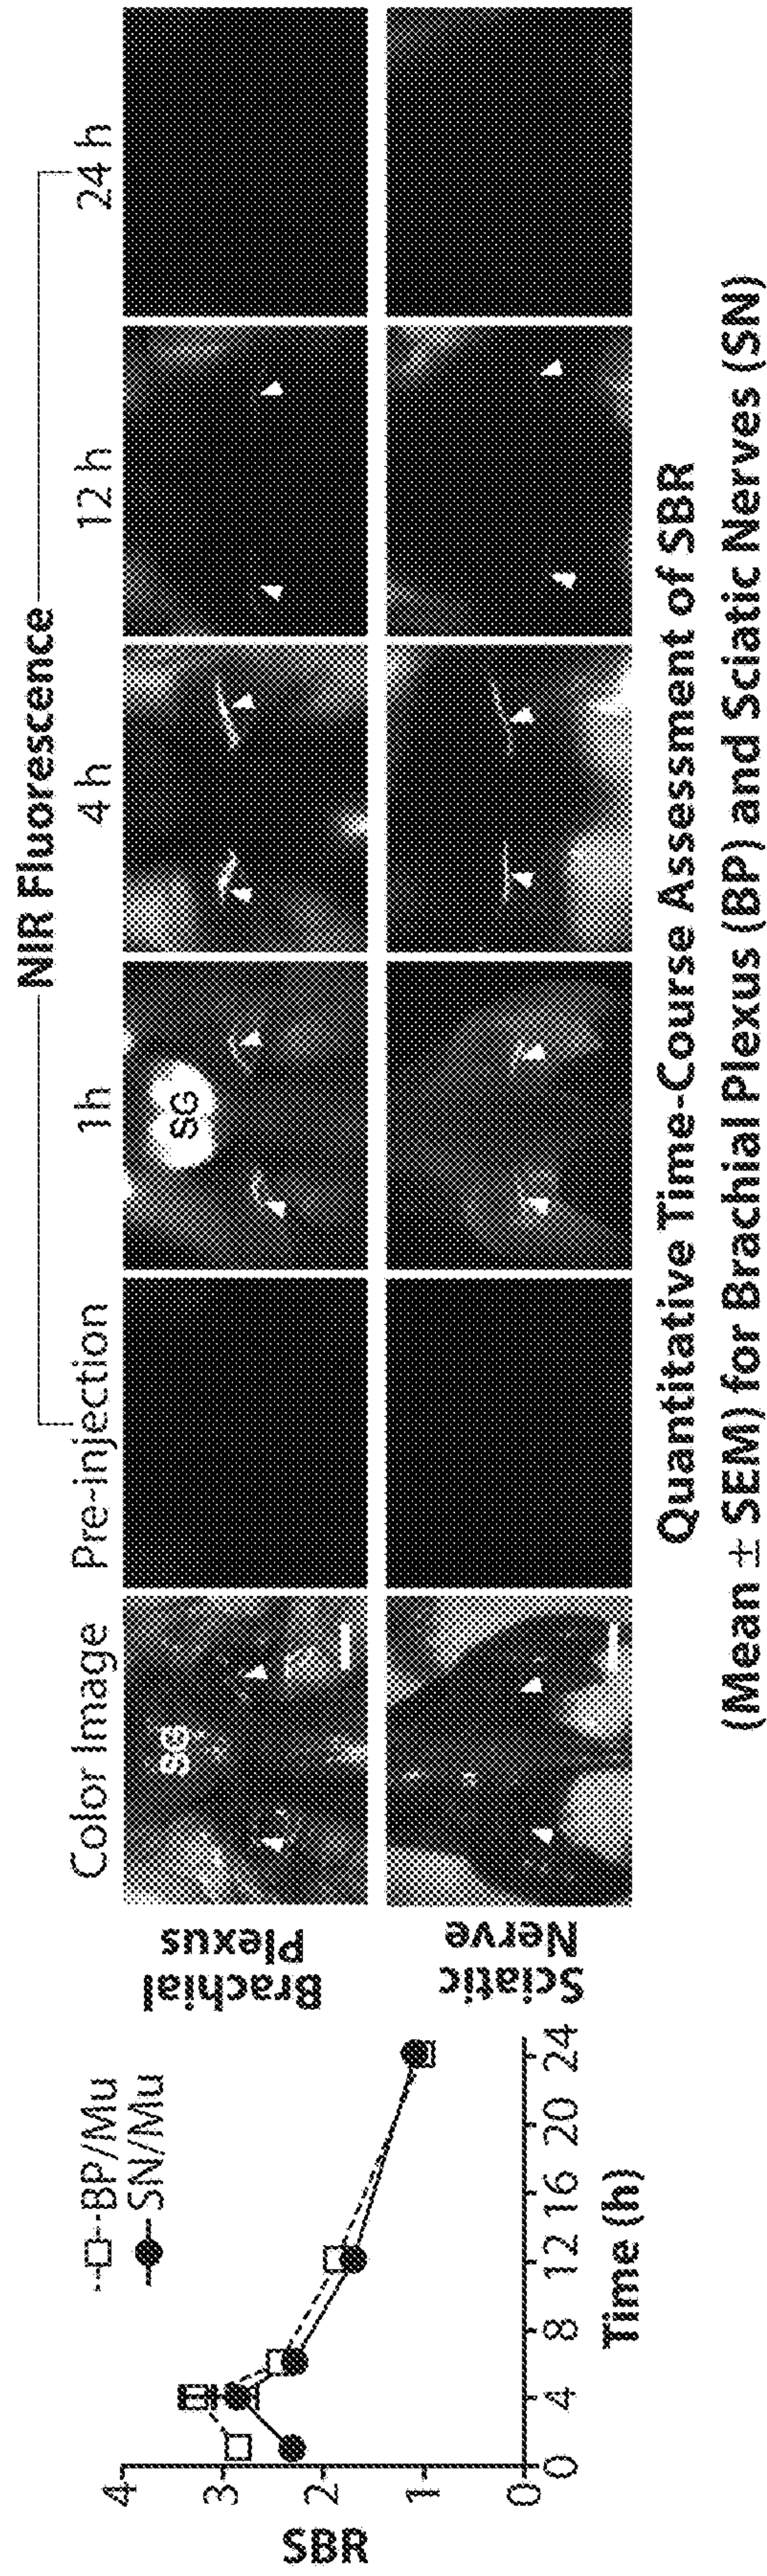 NIR Fluorescence
Color Image Pre-injection 1h 4 h 12 h 24 h
Brachial
Plexus
SG
SG
Sciatic
Nerve
Quantitative Time-Course Assessment of SBR
(Mean ± SEM) for Brachial Plexus (BP) and Sciatic Nerves (SN)
BP/Mu
SN/Mu
SBR
4
3
2
1
0
0 4 8 12 16 20 24
Time (h)